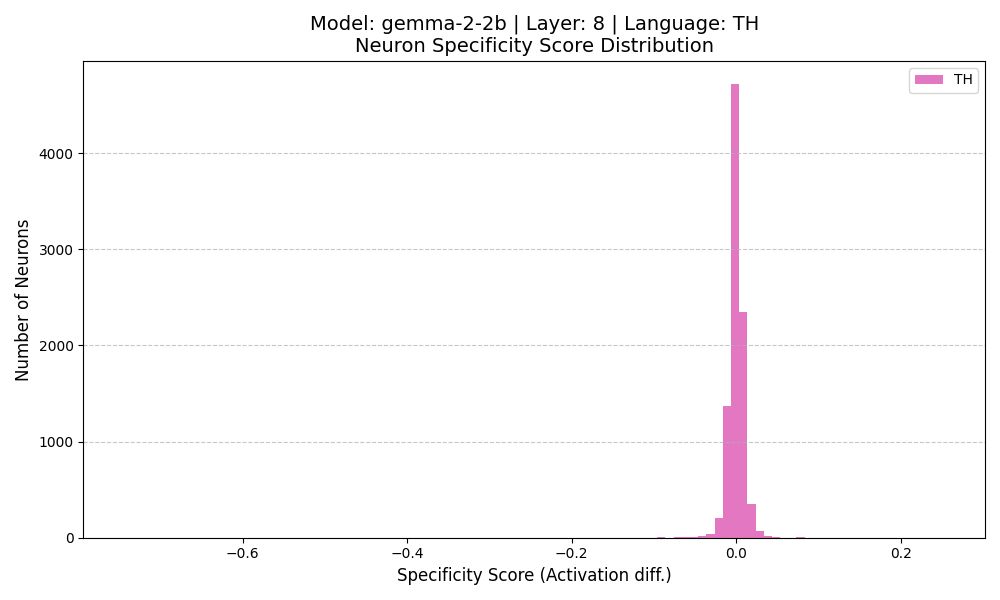 Model: gemma-2-2b | Layer: 8 | Language: TH
Neuron Specificity Score Distribution
TH
Number of Neurons
4000
3000
2000
1000
0
−0.6
−0.4
−0.2
0.0
0.2
Specificity Score (Activation diff.)